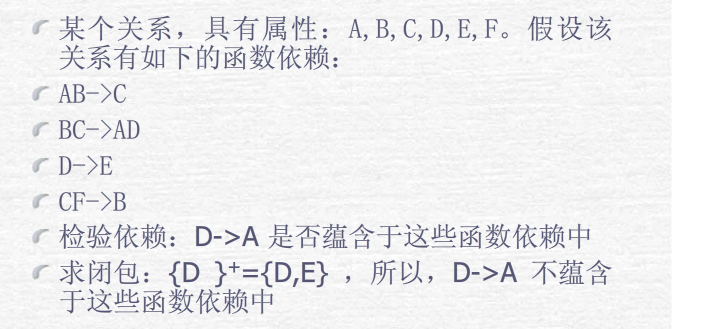 某个关系，具有属性：A,B,C,D,E,F。假设该
关系有如下的函数依赖：
AB->C
BC->AD
D->E
CF->B
检验依赖：D->A 是否蕴含于这些函数依赖中
求闭包：{D }+={D,E} ，所以，D->A 不蕴含
于这些函数依赖中